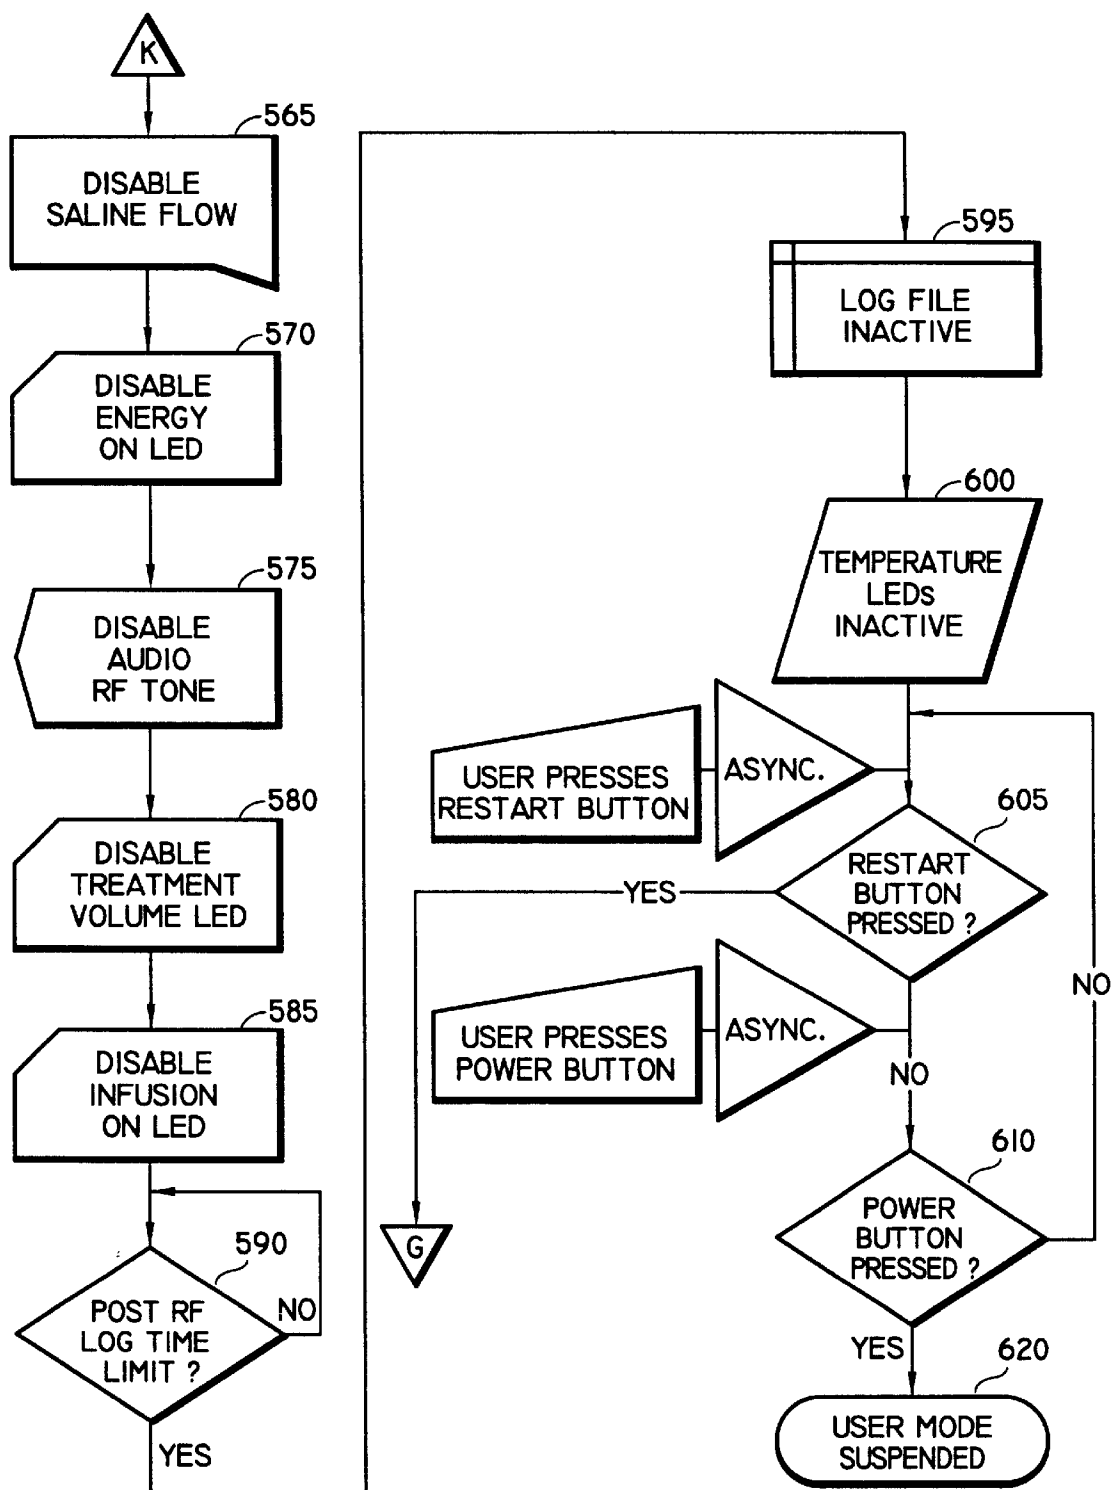 K
565
DISABLE
SALINE FLOW
570
DISABLE
ENERGY
ON LED
575
DISABLE
AUDIO
RF TONE
580
DISABLE
TREATMENT
VOLUME LED
585
DISABLE
INFUSION
ON LED
590
POST RF
LOG TIME
LIMIT ?
NO
YES
595
LOG FILE
INACTIVE
600
TEMPERATURE
LEDs
INACTIVE
USER PRESSES
RESTART BUTTON
ASYNC.
605
RESTART
BUTTON
PRESSED ?
YES
G
USER PRESSES
POWER BUTTON
ASYNC.
NO
NO
610
POWER
BUTTON
PRESSED ?
YES
620
USER MODE
SUSPENDED